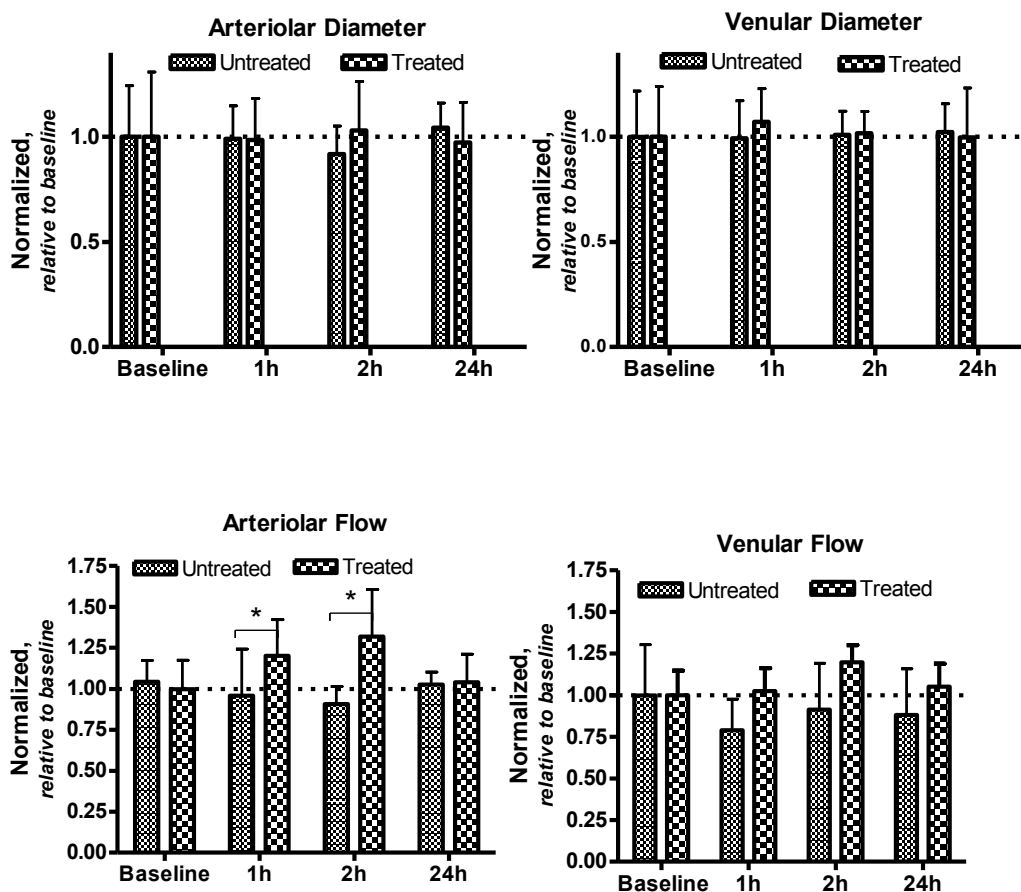 Arteriolar Diameter
Untreated Treated
Normalized,
relative to baseline
1.0
0.5
0.0
Baseline 1h 2h 24h
Venular Diameter
Untreated Treated
Normalized,
relative to baseline
1.0
0.5
0.0
Baseline 1h 2h 24h
Arteriolar Flow
Untreated Treated
Normalized,
relative to baseline
1.75
1.50
1.25
1.00
0.75
0.50
0.25
0.00
* *
Baseline 1h 2h 24h
Venular Flow
Untreated Treated
Normalized,
relative to baseline
1.75
1.50
1.25
1.00
0.75
0.50
0.25
0.00
Baseline 1h 2h 24h